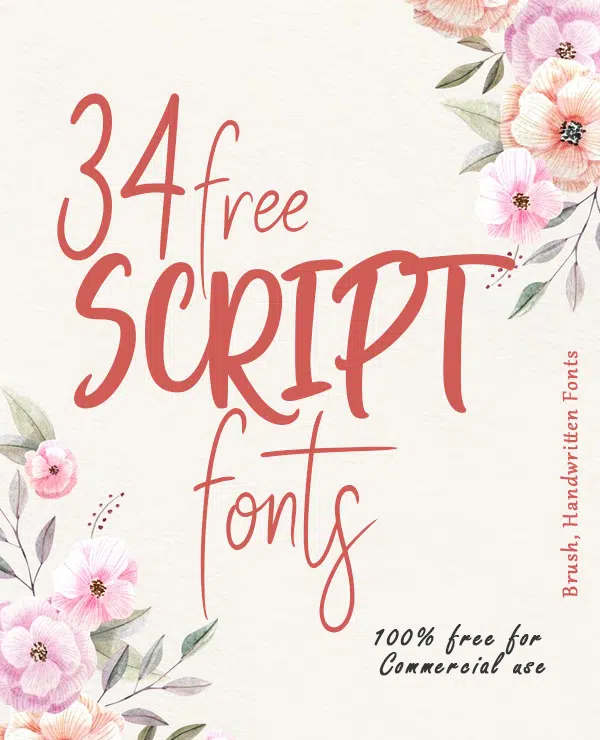 34 free
SCRIPT
fonts
Brush, Handwritten Fonts
100% free for
Commercial use